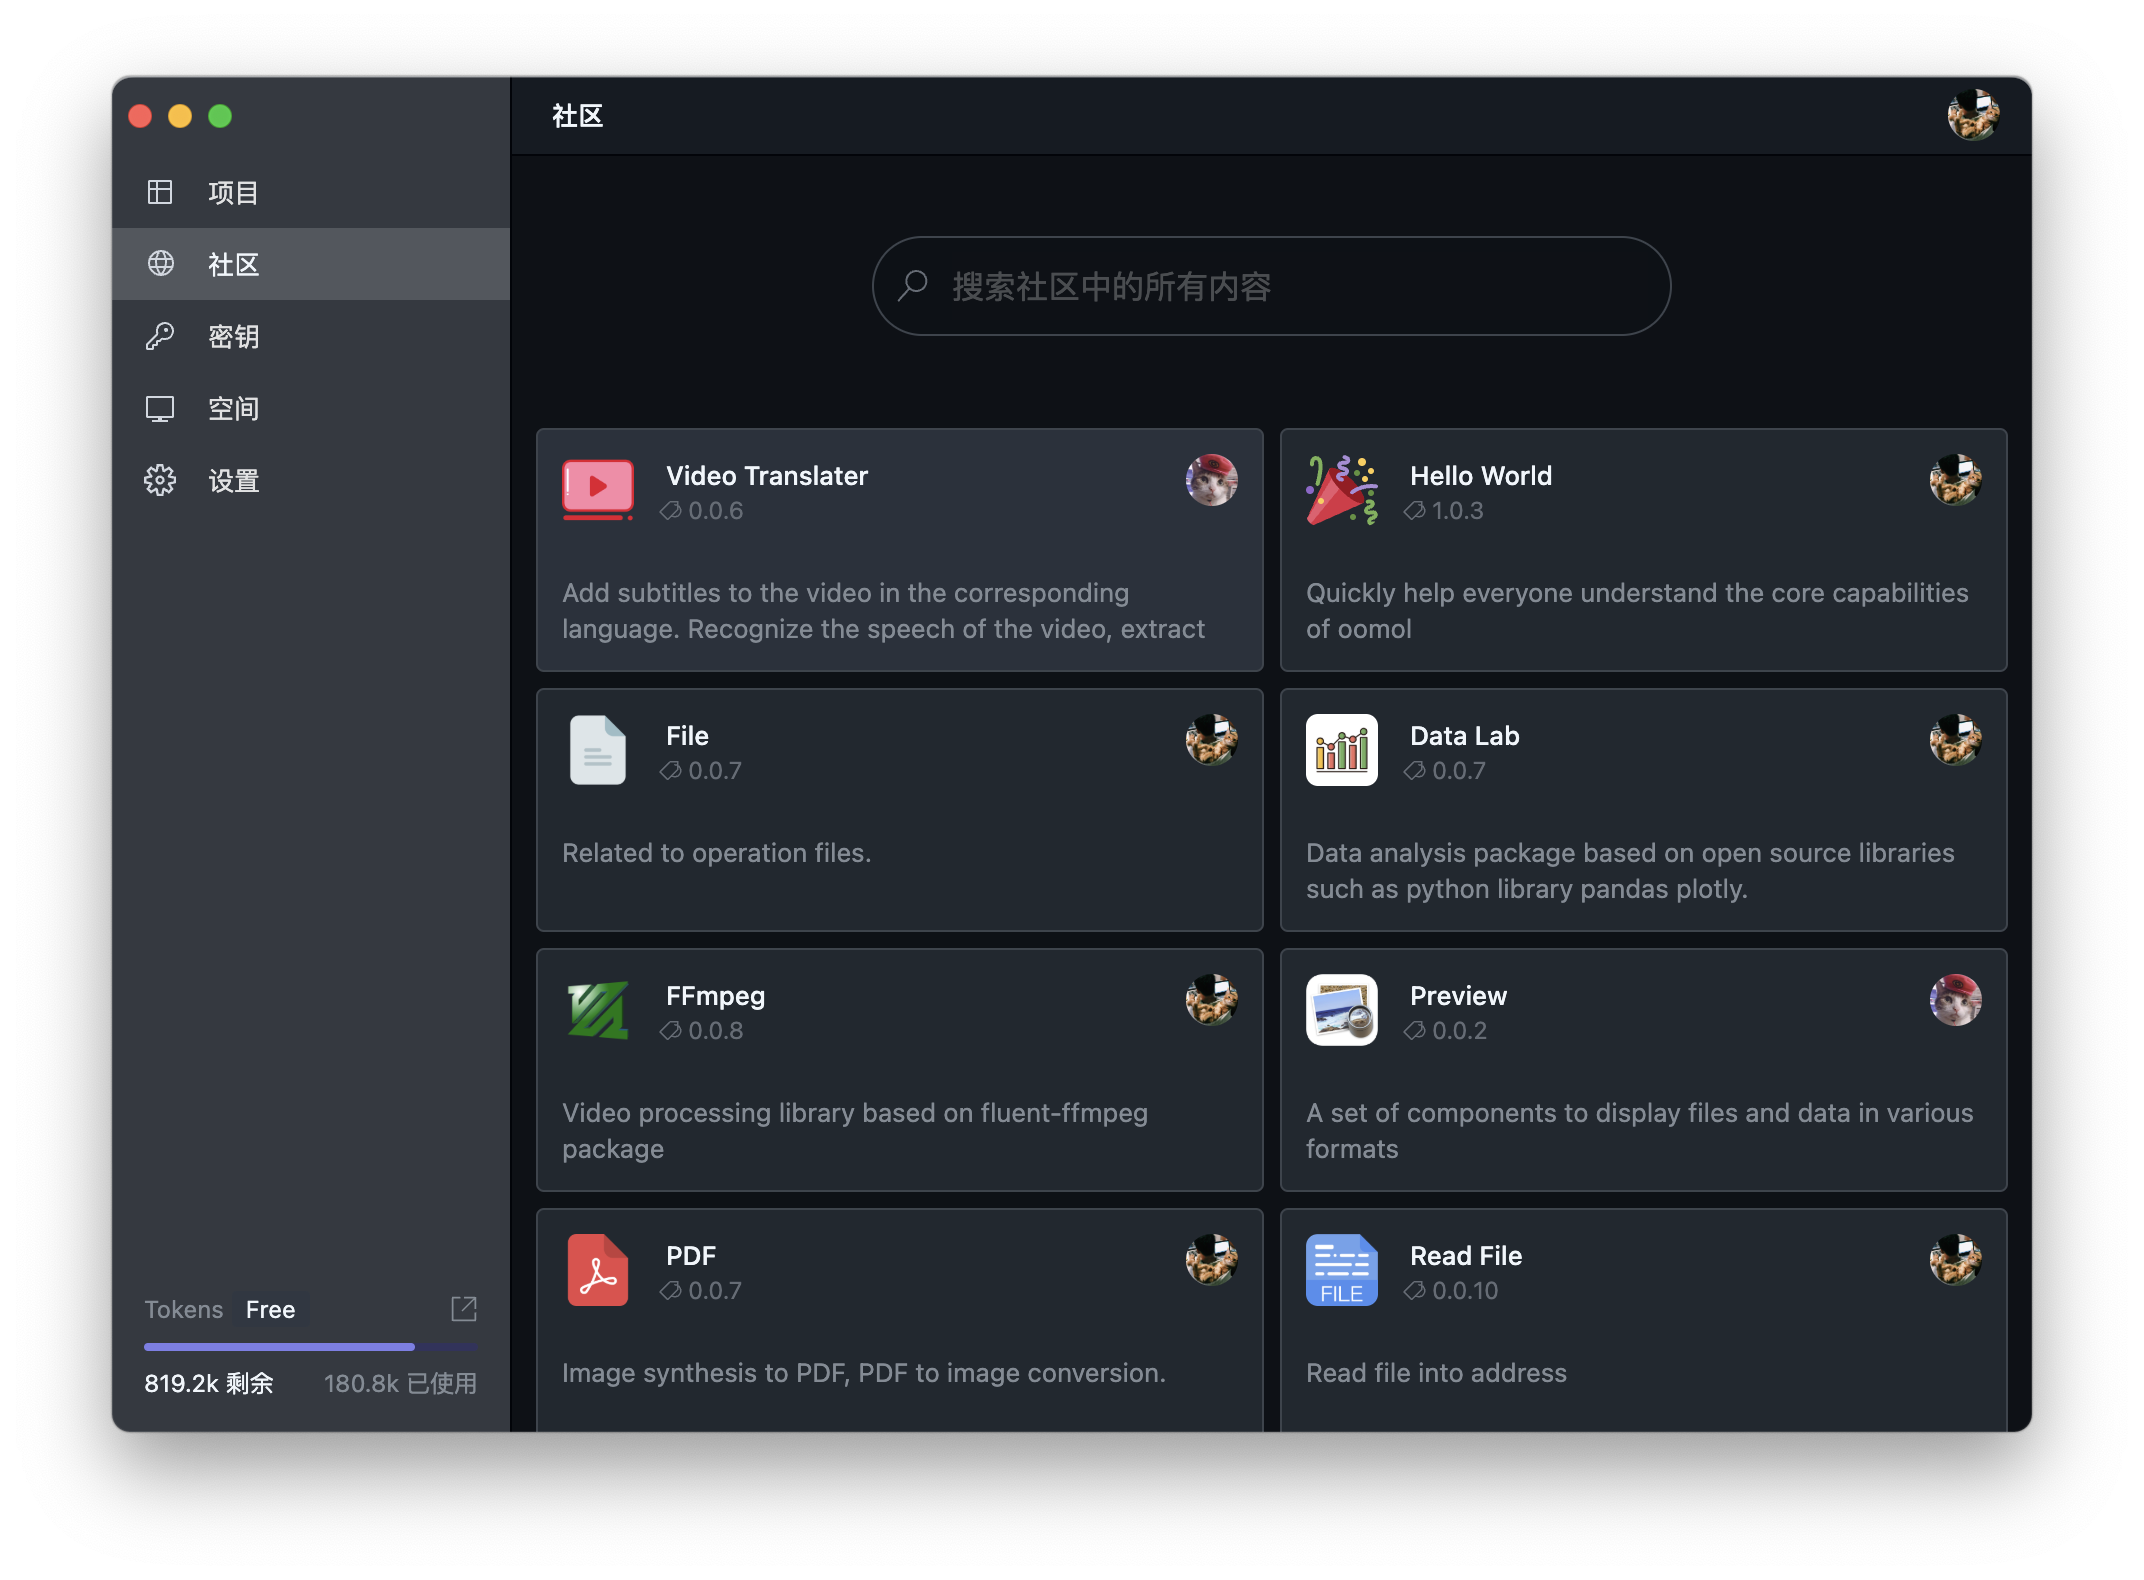 社区
项目
社区
密钥
空间
设置
搜索社区中的所有内容
Video Translater
0.0.6
Add subtitles to the video in the corresponding
language. Recognize the speech of the video, extract
Hello World
1.0.3
Quickly help everyone understand the core capabilities
of oomol
File
0.0.7
Related to operation files.
Data Lab
0.0.7
Data analysis package based on open source libraries
such as python library pandas plotly.
FFmpeg
0.0.8
Video processing library based on fluent-ffmpeg
package
Preview
0.0.2
A set of components to display files and data in various
formats
PDF
0.0.7
Image synthesis to PDF, PDF to image conversion.
FILE
Read File
0.0.10
Read file into address
Tokens Free
819.2k 剩余 180.8k 已使用